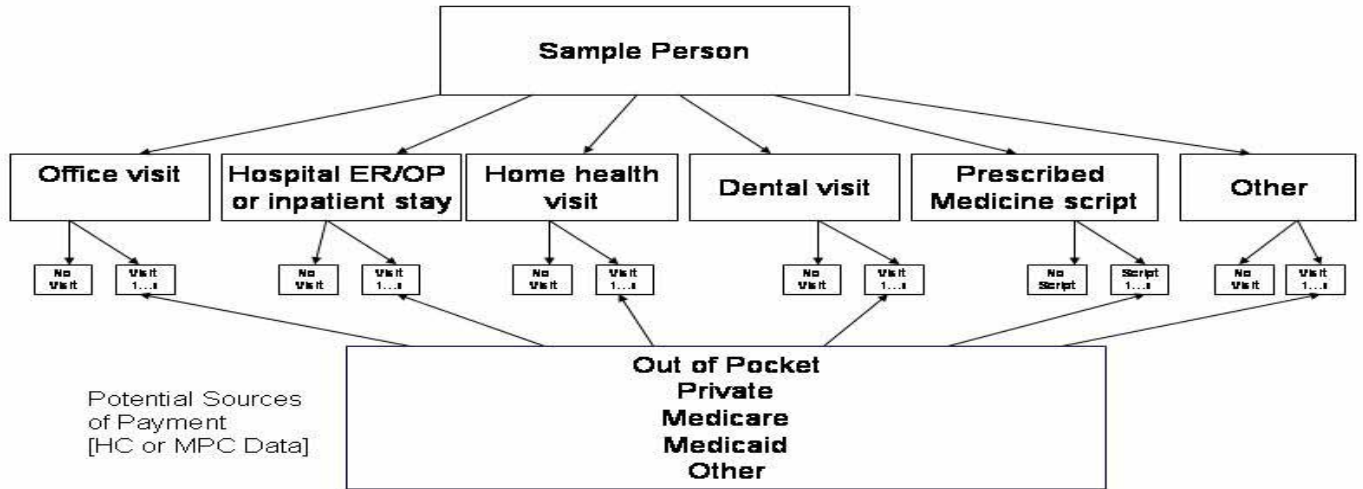 Sample Person
Office visit
Hospital ER/OP
or inpatient stay
Home health
visit
Dental visit
Prescribed
Medicine script
Other
No
Visit
Visit
1...n
No
Visit
Visit
1...n
No
Visit
Visit
1...n
No
Visit
Visit
1...n
No
Script
Script
1...n
No
Visit
Visit
1...n
Out of Pocket
Private
Medicare
Medicaid
Other
Potential Sources
of Payment
[HC or MPC Data]